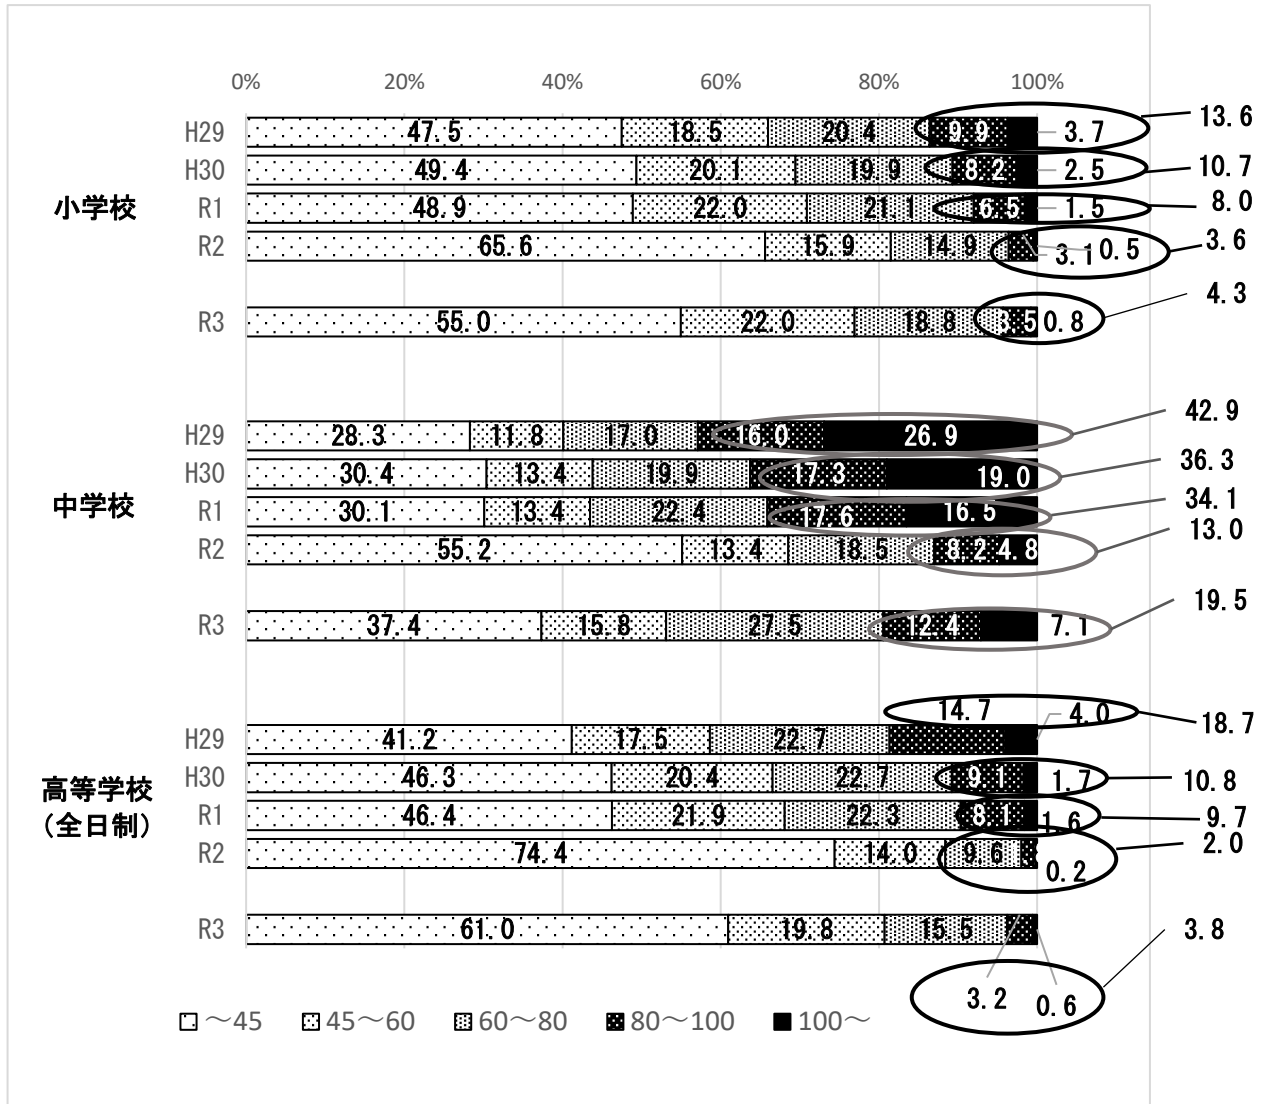 0% 20% 40% 60% 80% 100%
小学校
H29 47.5 18.5 20.4 9.9 3.7 13.6
H30 49.4 20.1 19.9 8.2 2.5 10.7
R1 48.9 22.0 21.1 6.5 1.5 8.0
R2 65.6 15.9 14.9 3.1 0.5 3.6
R3 55.0 22.0 18.8 3.5 0.8 4.3
中学校
H29 28.3 11.8 17.0 16.0 26.9 42.9
H30 30.4 13.4 19.9 17.3 19.0 36.3
R1 30.1 13.4 22.4 17.6 16.5 34.1
R2 55.2 13.4 18.5 8.2 4.8 13.0
R3 37.4 15.8 27.5 12.4 7.1 19.5
高等学校
（全日制）
H29 41.2 17.5 22.7 14.7 4.0 18.7
H30 46.3 20.4 22.7 9.1 1.7 10.8
R1 46.4 21.9 22.3 8.1 1.6 9.7
R2 74.4 14.0 9.6 0.2 2.0
R3 61.0 19.8 15.5 3.2 0.6 3.8
～45 45～60 60～80 80～100 100～